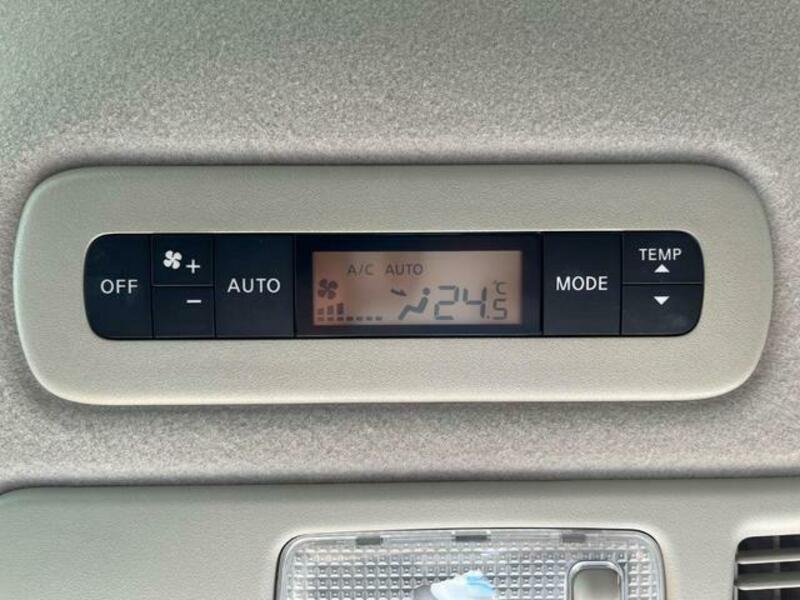 OFF
+
−
AUTO
A/C AUTO
24.5
°C
MODE
TEMP